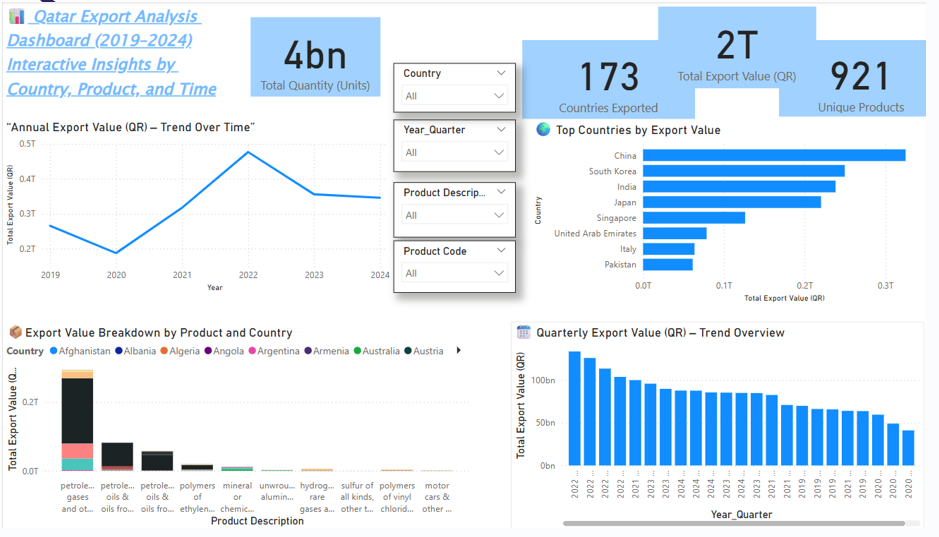 Qatar Export Analysis
Dashboard (2019–2024)
Interactive Insights by
Country, Product, and Time
4bn
Total Quantity (Units)
Country
All
Year_Quarter
All
Product Descrip...
All
Product Code
All
173
Countries Exported
2T
Total Export Value (QR)
921
Unique Products
“Annual Export Value (QR) – Trend Over Time”
Total Export Value (QR)
0.5T
0.4T
0.3T
0.2T
2019 2020 2021 2022 2023 2024
Year
Top Countries by Export Value
Country
China
South Korea
India
Japan
Singapore
United Arab Emirates
Italy
Pakistan
0.0T 0.1T 0.2T 0.3T
Total Export Value (QR)
Export Value Breakdown by Product and Country
Country Afghanistan Albania Algeria Angola Argentina Armenia Australia Austria
Total Export Value (Q...
0.2T
0.0T
petrole... petrole... petrole... polymers mineral unwrou... hydrog... sulfur of polymers motor
gases oils & oils & of or alumin... rare all kinds, of vinyl cars &
and ot... oils fro... oils fro... ethylen... chemic... gases a... other t... chlorid... other ...
Product Description
Quarterly Export Value (QR) – Trend Overview
Total Export Value (QR)
100bn
50bn
0bn
2022 ... 2022 ... 2022 ... 2022 ... 2021 ... 2023 ... 2023 ... 2023 ... 2024 ... 2024 ... 2024 ... 2024 ... 2023 ... 2021 ... 2019 ... 2019 ... 2019 ... 2021 ... 2019 ... 2020 ... 2020 ... 2020 ...
Year_Quarter